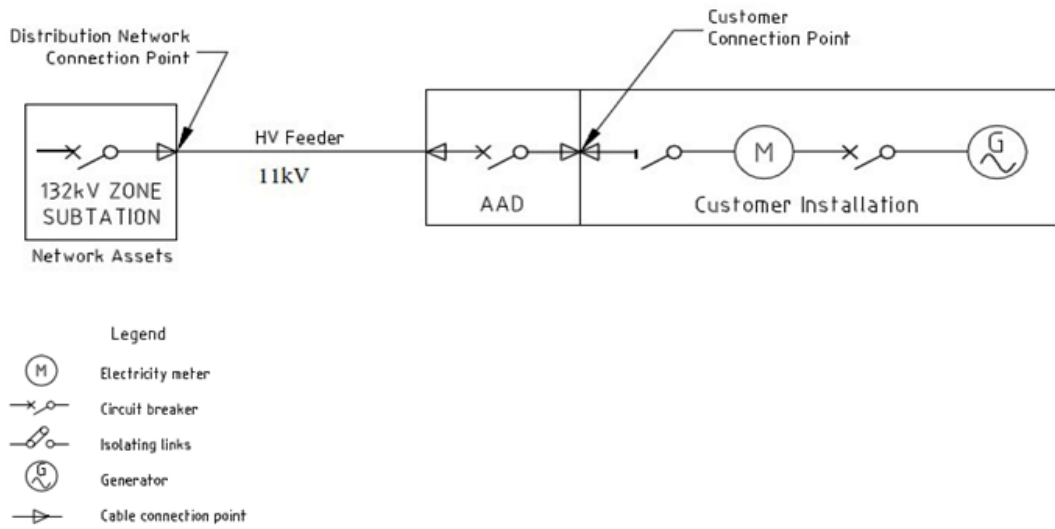 Distribution Network
Connection Point
Customer
Connection Point
HV Feeder
11kV
132kV ZONE
SUBTATION
Network Assets
AAD
M
G
Customer Installation
Legend
M
Electricity meter
Circuit breaker
Isolating links
G
Generator
Cable connection point